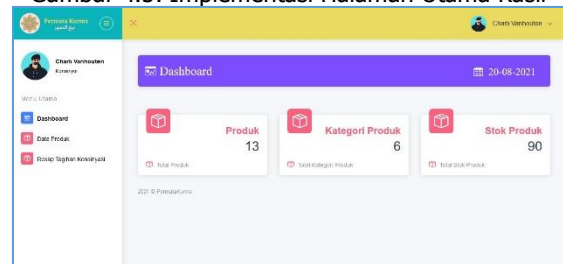 Gambar 4.5. Implementasi Halaman Utama Kasir
Permata Kurma
Charli Vanhouten
Charli Vanhouten
Konsinyor
Menu Utama
Dashboard
Data Produk
Rekap Tagihan Konsinyasi
Dashboard
20-08-2021
Produk
13
Total Produk
Kategori Produk
6
Total Kategori Produk
Stok Produk
90
Total Stok Produk
2021 © PermataKurma